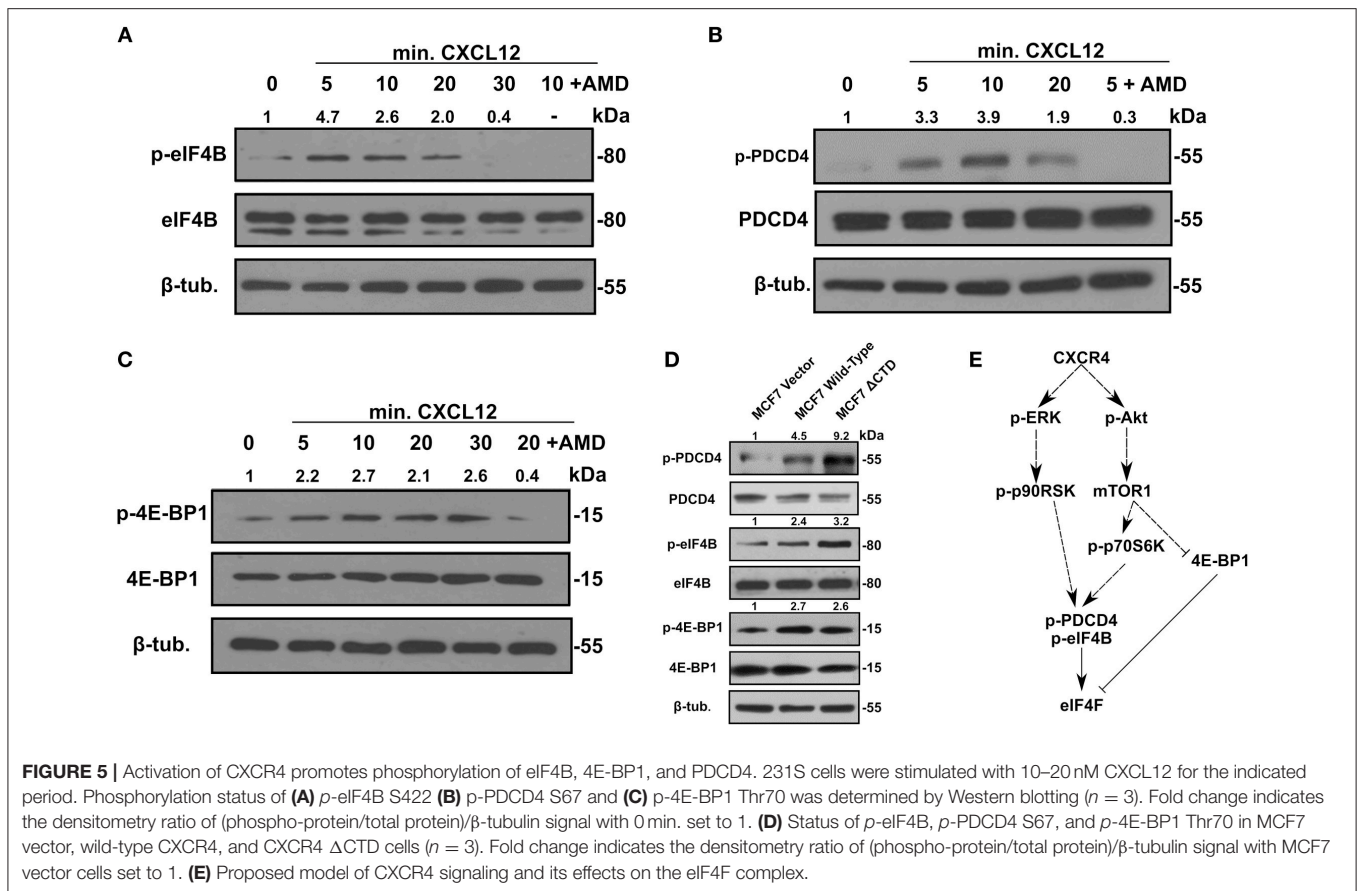 A
min. CXCL12
0 5 10 20 30 10 +AMD
1 4.7 2.6 2.0 0.4 - kDa
p-eIF4B -80
eIF4B -80
β-tub. -55
B
min. CXCL12
0 5 10 20 5 + AMD
1 3.3 3.9 1.9 0.3 kDa
p-PDCD4 -55
PDCD4 -55
β-tub. -55
C
min. CXCL12
0 5 10 20 30 20 +AMD
1 2.2 2.7 2.1 2.6 0.4 kDa
p-4E-BP1 -15
4E-BP1 -15
β-tub. -55
D
MCF7 Vector
MCF7 Wild-Type
MCF7 ΔCTD
1 4.5 9.2 kDa
p-PDCD4 -55
PDCD4 -55
1 2.4 3.2
p-eIF4B -80
eIF4B -80
1 2.7 2.6
p-4E-BP1 -15
4E-BP1 -15
β-tub. -55
E
CXCR4
p-ERK p-Akt
p-p90RSK mTOR1
p-p70S6K
4E-BP1
p-PDCD4
p-eIF4B
eIF4F
FIGURE 5 | Activation of CXCR4 promotes phosphorylation of eIF4B, 4E-BP1, and PDCD4. 231S cells were stimulated with 10–20 nM CXCL12 for the indicated
period. Phosphorylation status of (A) p-eIF4B S422 (B) p-PDCD4 S67 and (C) p-4E-BP1 Thr70 was determined by Western blotting (n = 3). Fold change indicates
the densitometry ratio of (phospho-protein/total protein)/β-tubulin signal with 0 min. set to 1. (D) Status of p-eIF4B, p-PDCD4 S67, and p-4E-BP1 Thr70 in MCF7
vector, wild-type CXCR4, and CXCR4 ΔCTD cells (n = 3). Fold change indicates the densitometry ratio of (phospho-protein/total protein)/β-tubulin signal with MCF7
vector cells set to 1. (E) Proposed model of CXCR4 signaling and its effects on the eIF4F complex.